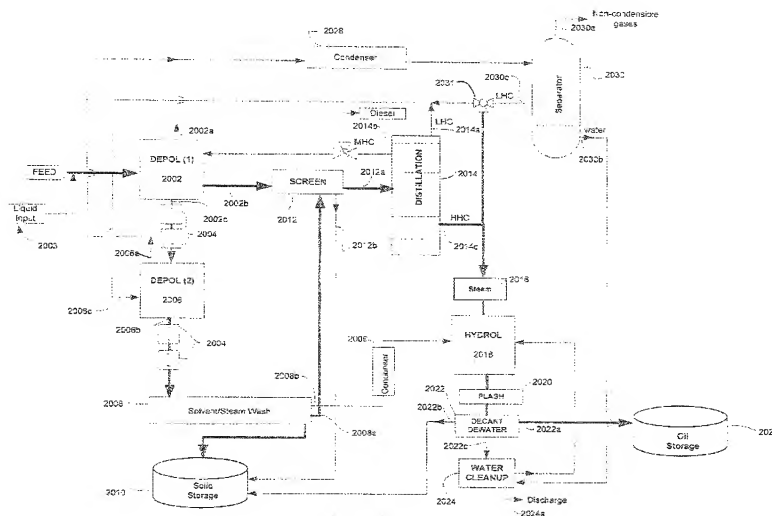 Non-condensible
gases
2030a
2028
Condenser
2030
Separator
2031
2030c
LHC
water
2030b
Diesel
2002a
2014b
LHC
2014a
MHC
FEED
DEPOL (1)
2002
2002b
SCREEN
2012
2012a
DISTILLATION
2014
Liquid
Input
2003
2002c
2004
2012b
HHC
2014c
DEPOL (2)
2006
2006c
2006b
2004
Steam
2016
HYDROL
2018
Condenser
2008b
2008
Solvent/Steam Wash
2008a
FLASH
2020
2022
2022b
DECANT
DEWATER
2022a
2022c
Oil
Storage
Solid
Storage
2010
WATER
CLEANUP
2024
Discharge
2024a